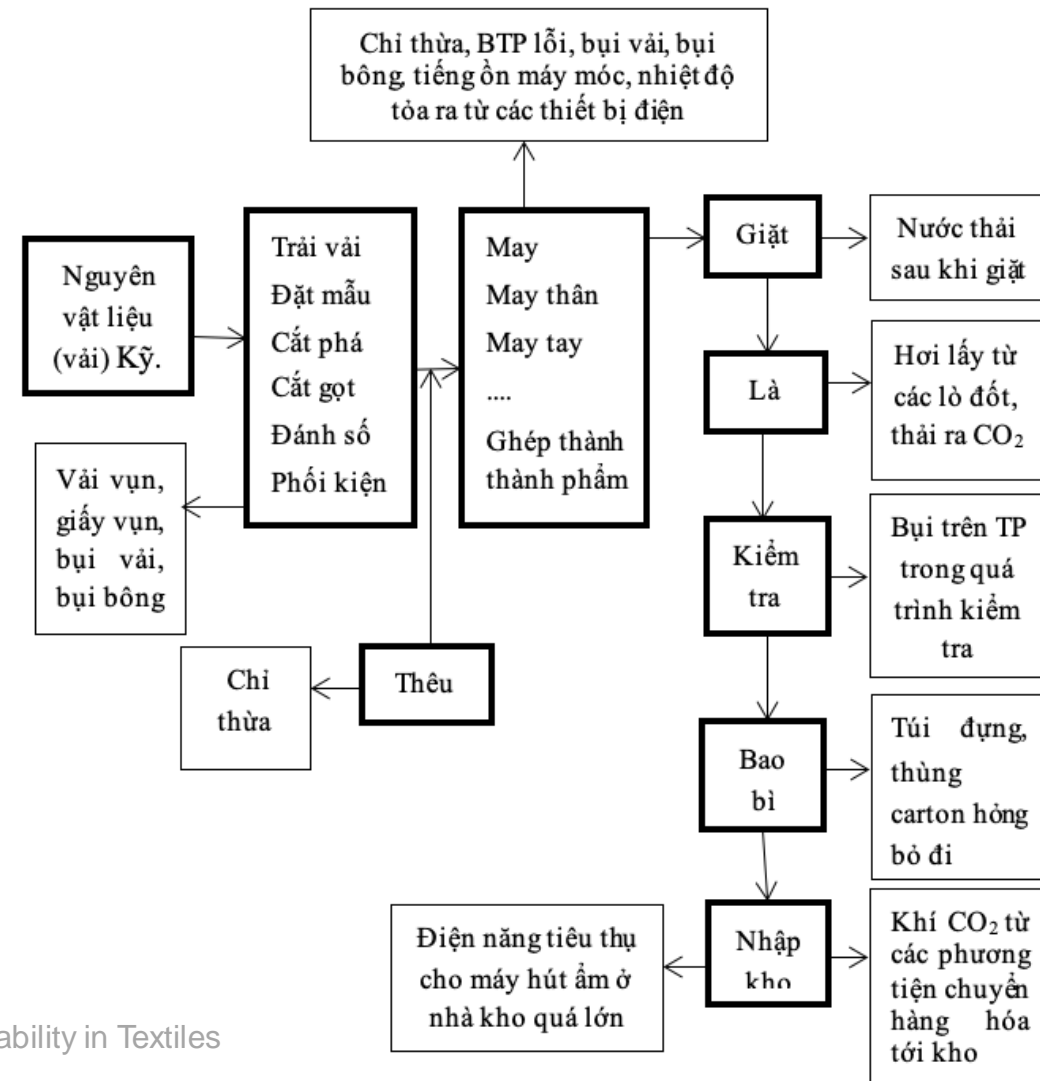 Chỉ thừa, BTP lỗi, bụi vải, bụi
bông, tiếng ồn máy móc, nhiệt độ
tỏa ra từ các thiết bị điện
Nguyên
vật liệu
(vải) Kỹ.
Trải vải
Đặt mẫu
Cắt phá
Cắt gọt
Đánh số
Phối kiện
May
May thân
May tay
....
Ghép thành
thành phẩm
Giặt
Nước thải
sau khi giặt
Là
Hơi lấy từ
các lò đốt,
thải ra CO₂
Vải vụn,
giấy vụn,
bụi vải,
bụi bông
Kiểm
tra
Bụi trên TP
trong quá
trình kiểm
tra
Chỉ
thừa
Thêu
Bao
bì
Túi đựng,
thùng
carton hỏng
bỏ đi
Điện năng tiêu thụ
cho máy hút ẩm ở
nhà kho quá lớn
Nhập
kho
Khí CO₂ từ
các phương
tiện chuyển
hàng hóa
tới kho
ability in Textiles